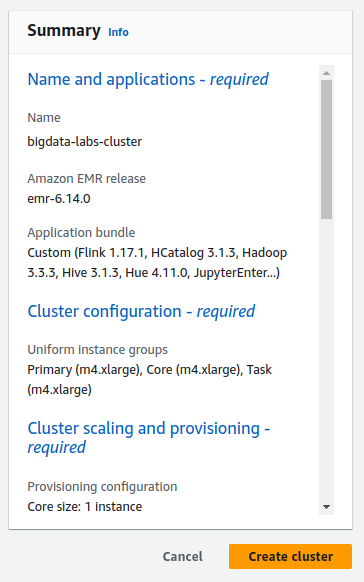 Summary Info
Name and applications - required
Name
bigdata-labs-cluster
Amazon EMR release
emr-6.14.0
Application bundle
Custom (Flink 1.17.1, HCatalog 3.1.3, Hadoop
3.3.3, Hive 3.1.3, Hue 4.11.0, JupyterEnter...)
Cluster configuration - required
Uniform instance groups
Primary (m4.xlarge), Core (m4.xlarge), Task
(m4.xlarge)
Cluster scaling and provisioning -
required
Provisioning configuration
Core size: 1 instance
Cancel
Create cluster